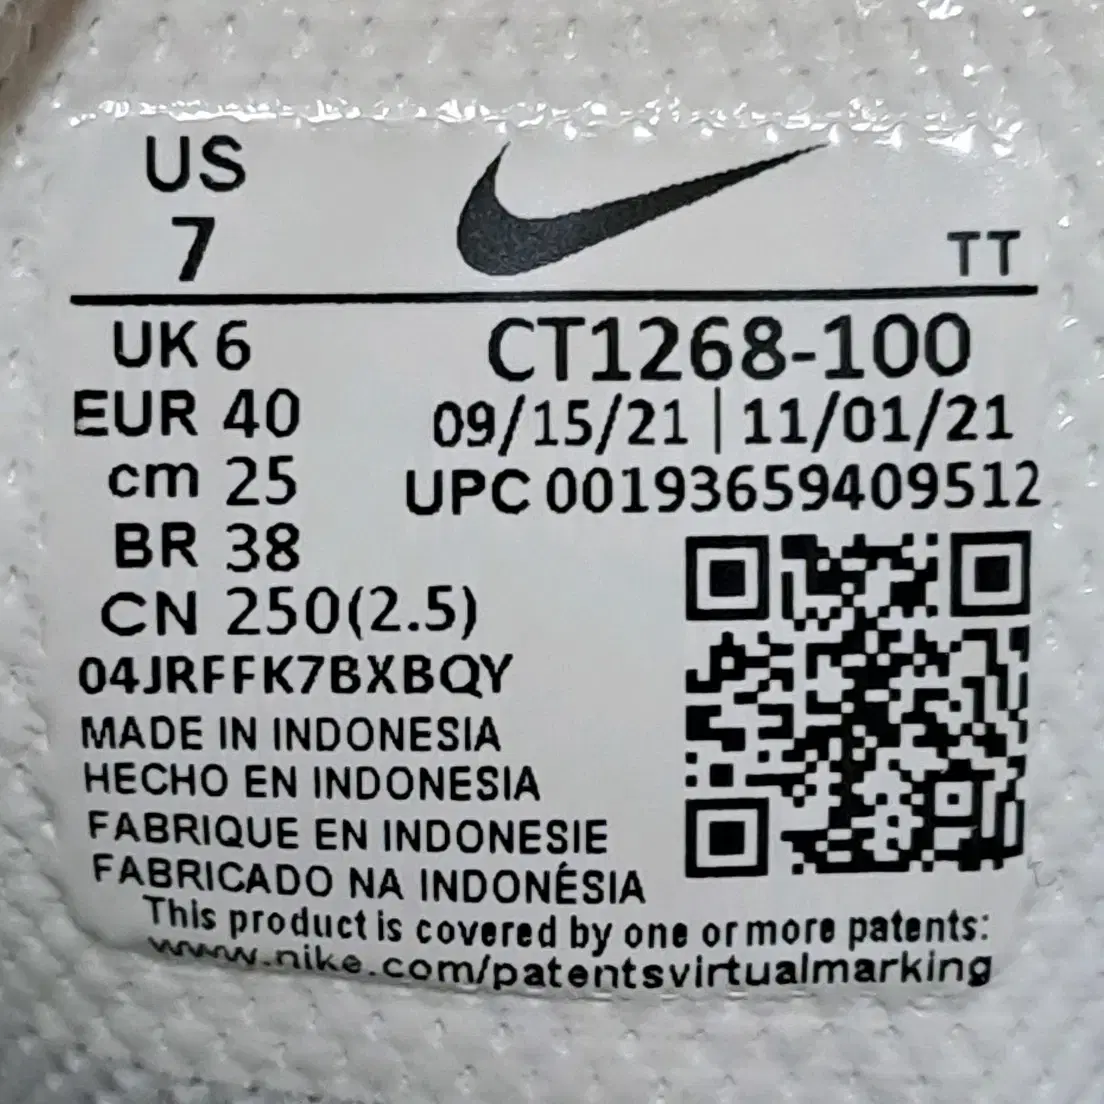 US
7
TT
UK 6
EUR 40
cm 25
BR 38
CN 250(2.5)
CT1268-100
09/15/21 | 11/01/21
UPC 00193659409512
04JRFFK7BXBQY
MADE IN INDONESIA
HECHO EN INDONESIA
FABRIQUE EN INDONESIE
FABRICADO NA INDONÉSIA
This product is covered by one or more patents:
www.nike.com/patentsvirtualmarking